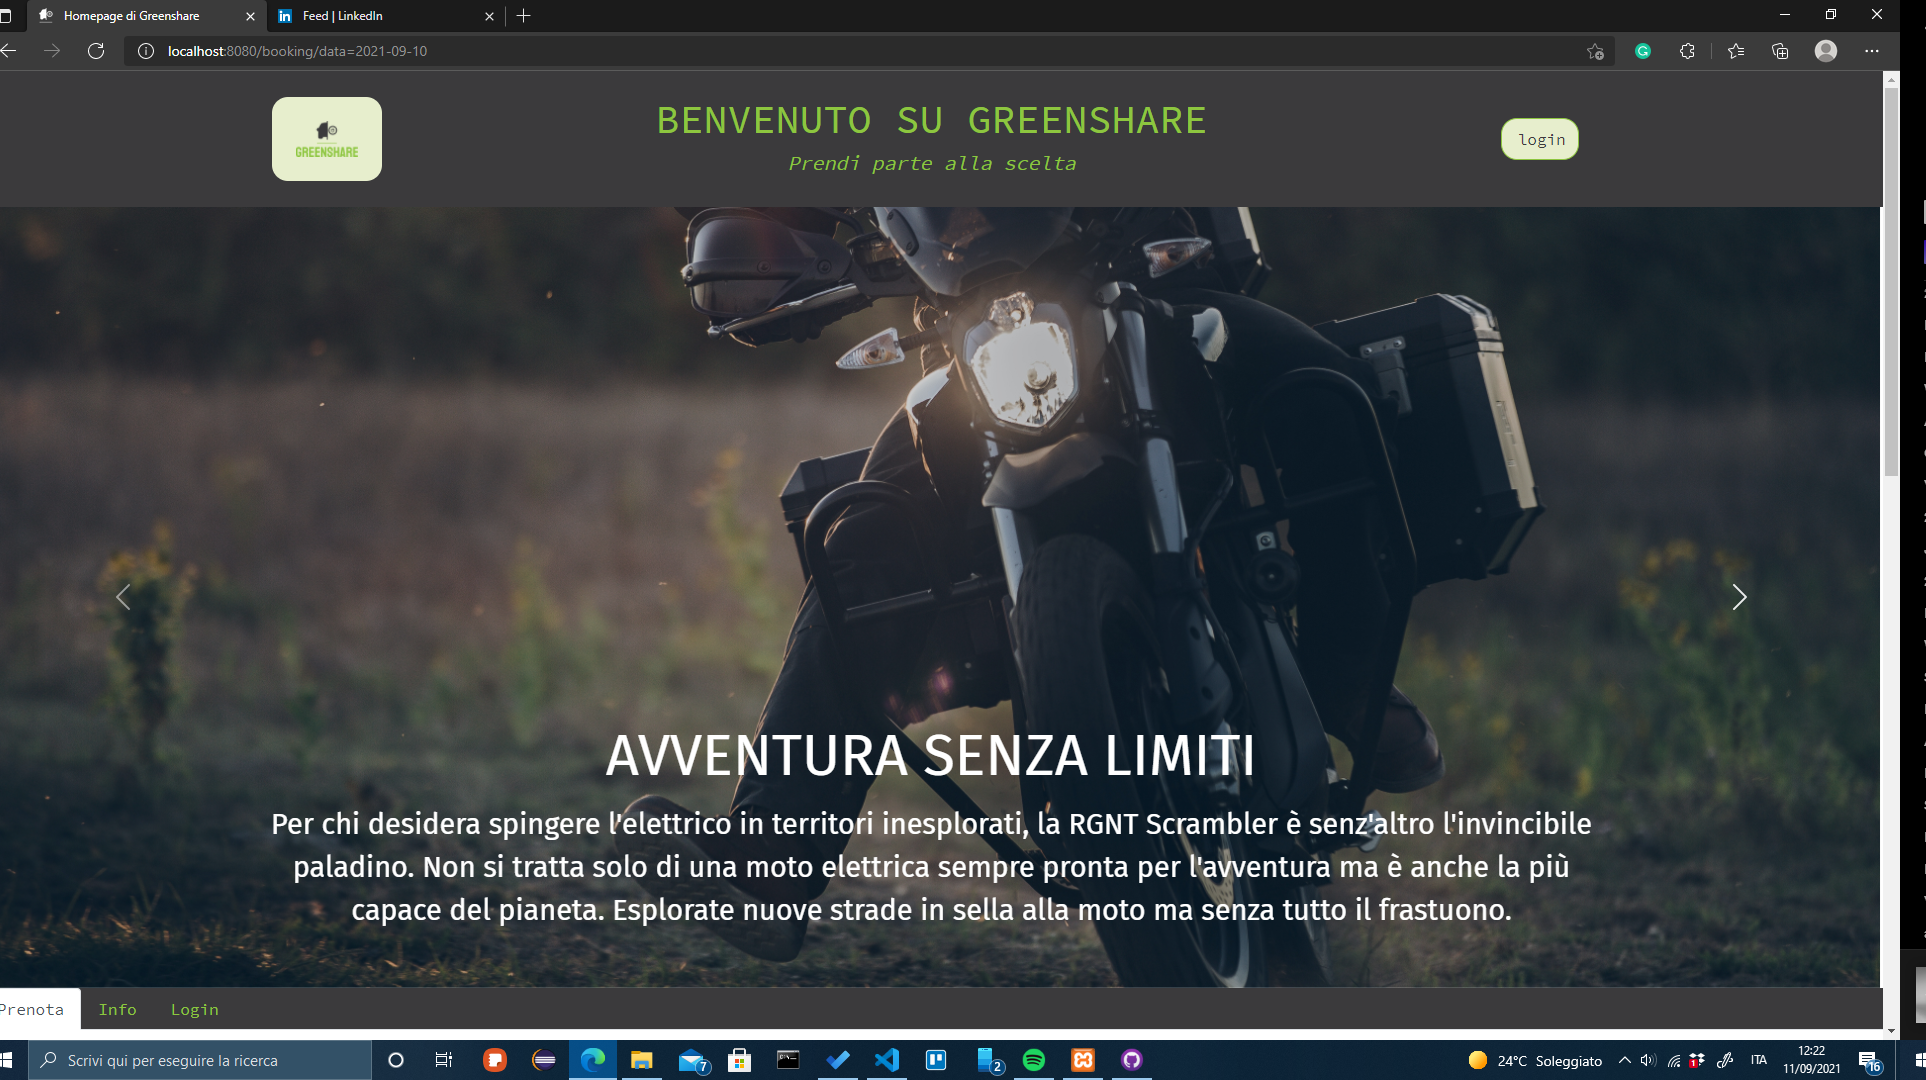 Homepage di Greenshare
Feed | LinkedIn
localhost:8080/booking/data=2021-09-10
GREENSHARE
BENVENUTO SU GREENSHARE
Prendi parte alla scelta
login
AVVENTURA SENZA LIMITI
Per chi desidera spingere l'elettrico in territori inesplorati, la RGNT Scrambler è senz'altro l'invincibile
paladino. Non si tratta solo di una moto elettrica sempre pronta per l'avventura ma è anche la più
capace del pianeta. Esplorate nuove strade in sella alla moto ma senza tutto il frastuono.
Prenota Info Login
Scrivi qui per eseguire la ricerca
7
2
24°C Soleggiato
1
ITA
12:22
11/09/2021
16